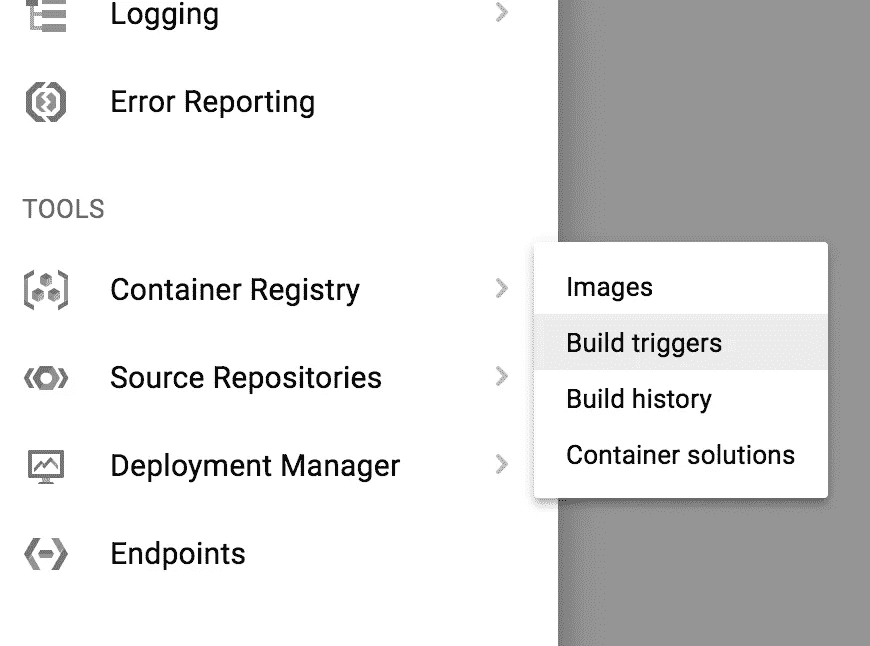 Logging
Error Reporting
TOOLS
Container Registry
Source Repositories
Deployment Manager
Endpoints
Images
Build triggers
Build history
Container solutions